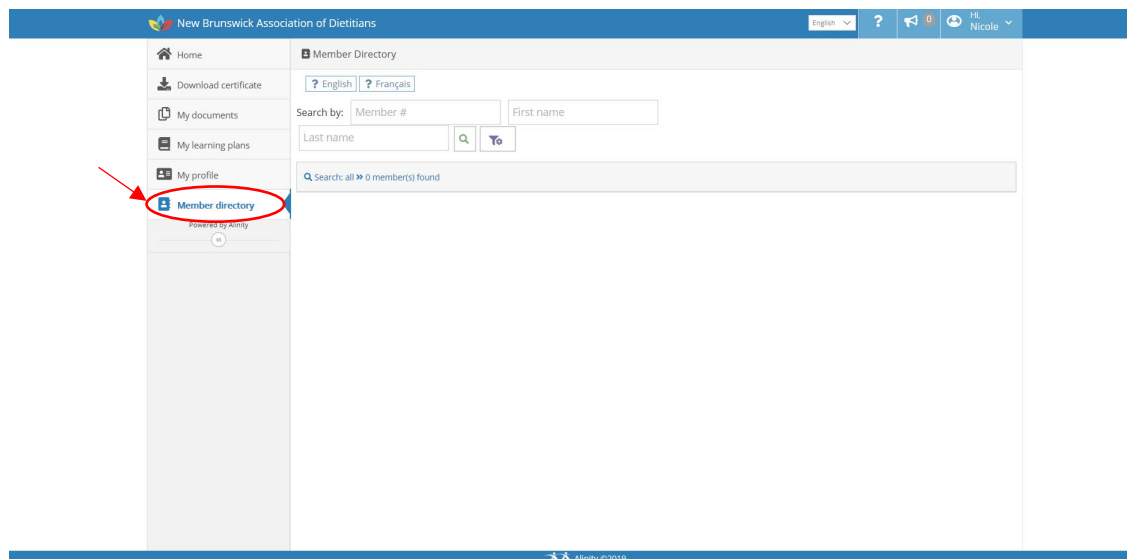 New Brunswick Association of Dietitians
English
?
0
Hi,
Nicole
Home
Download certificate
My documents
My learning plans
My profile
Member directory
Powered by Alinity
Member Directory
? English ? Français
Search by: Member # First name
Last name
Search: all » 0 member(s) found
Alinity ©2019